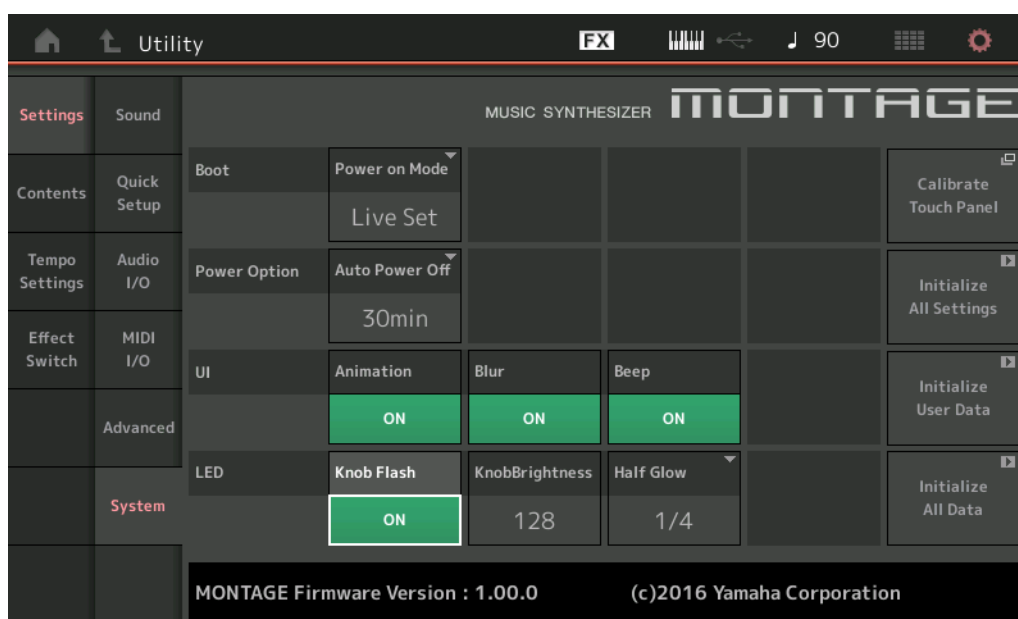 Utility
FX
90
Settings
Sound
MUSIC SYNTHESIZER MONTAGE
Contents
Quick
Setup
Boot
Power on Mode
Live Set
Calibrate
Touch Panel
Tempo
Settings
Audio
I/O
Power Option
Auto Power Off
30min
Initialize
All Settings
Effect
Switch
MIDI
I/O
UI
Animation
Blur
Beep
ON
ON
ON
Initialize
User Data
Advanced
LED
Knob Flash
KnobBrightness
Half Glow
ON
128
1/4
Initialize
All Data
System
MONTAGE Firmware Version : 1.00.0
(c)2016 Yamaha Corporation